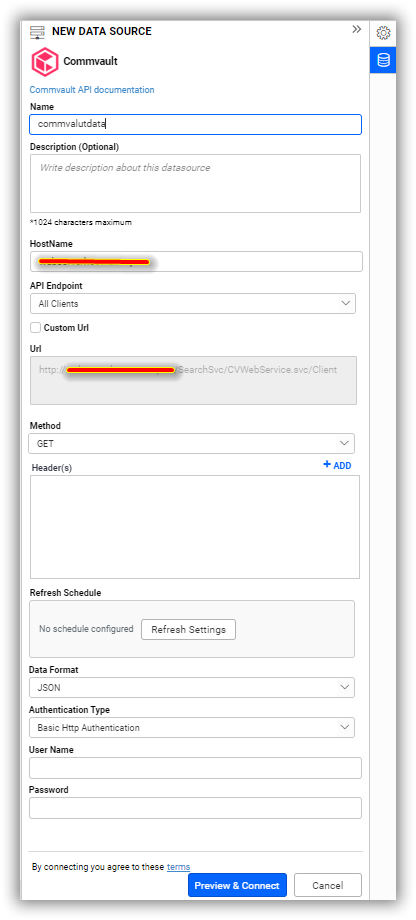 NEW DATA SOURCE
Commvault
Commvault API documentation
Name
commvalutdata
Description (Optional)
Write description about this datasource
*1024 characters maximum
HostName
API Endpoint
All Clients
Custom Url
Url
http:/ /SearchSvc/CVWebService.svc/Client
Method
GET
Header(s)
+ ADD
Refresh Schedule
No schedule configured Refresh Settings
Data Format
JSON
Authentication Type
Basic Http Authentication
User Name
Password
By connecting you agree to these terms
Preview & Connect Cancel